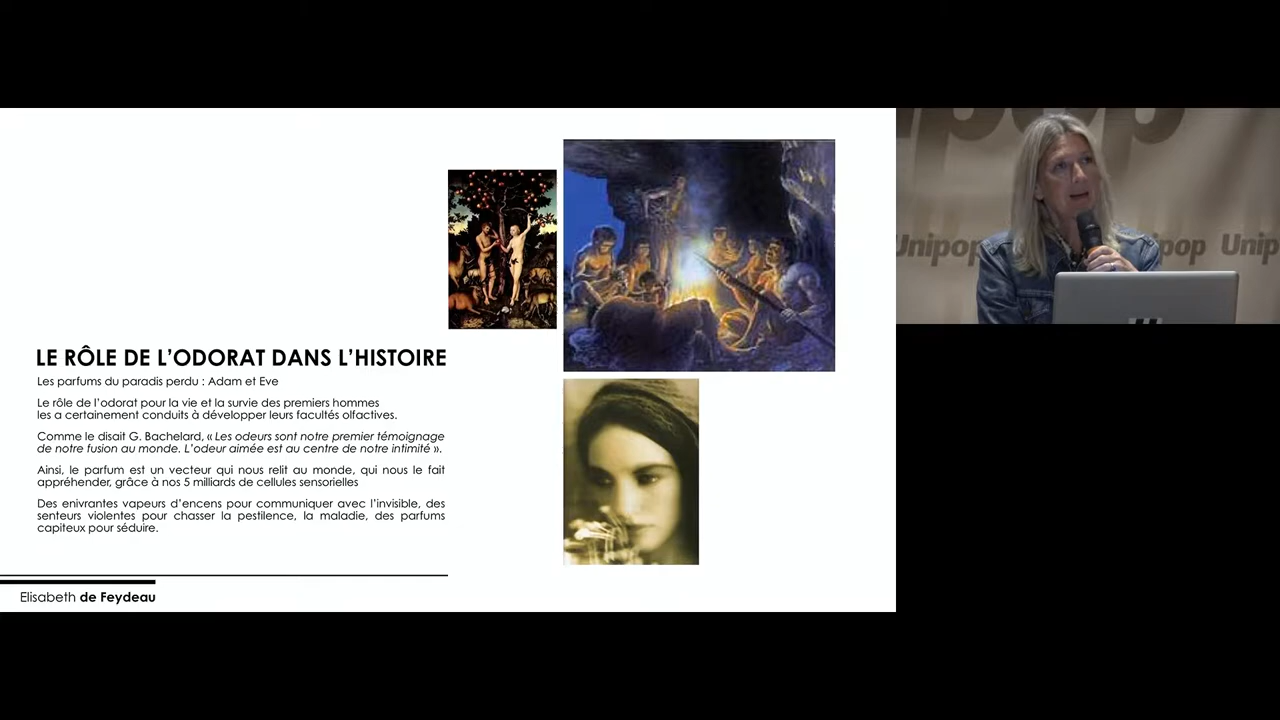 LE RÔLE DE L'ODORAT DANS L'HISTOIRE
Les parfums du paradis perdu : Adam et Eve
Le rôle de l'odorat pour la vie et la survie des premiers hommes
les a certainement conduits à développer leurs facultés olfactives.
Comme le disait G. Bachelard, « Les odeurs sont notre premier témoignage
de notre fusion au monde. L'odeur aimée est au centre de notre intimité ».
Ainsi, le parfum est un vecteur qui nous relit au monde, qui nous le fait
appréhender, grâce à nos 5 milliards de cellules sensorielles
Des enivrantes vapeurs d'encens pour communiquer avec l'invisible, des
senteurs violentes pour chasser la pestilence, la maladie, des parfums
capiteux pour séduire.
Elisabeth de Feydeau
nipop
Unipop
ipop
Unip